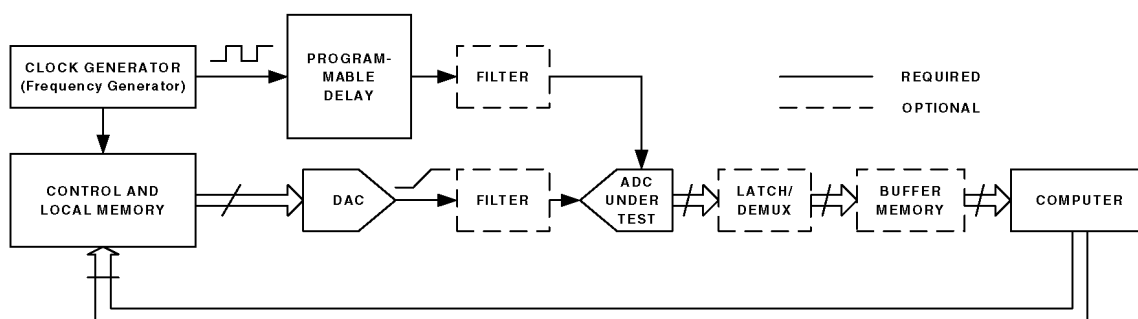 CLOCK GENERATOR
(Frequency Generator)
PROGRAM-
MABLE
DELAY
FILTER
REQUIRED
OPTIONAL
CONTROL AND
LOCAL MEMORY
DAC
FILTER
ADC
UNDER
TEST
LATCH/
DEMUX
BUFFER
MEMORY
COMPUTER